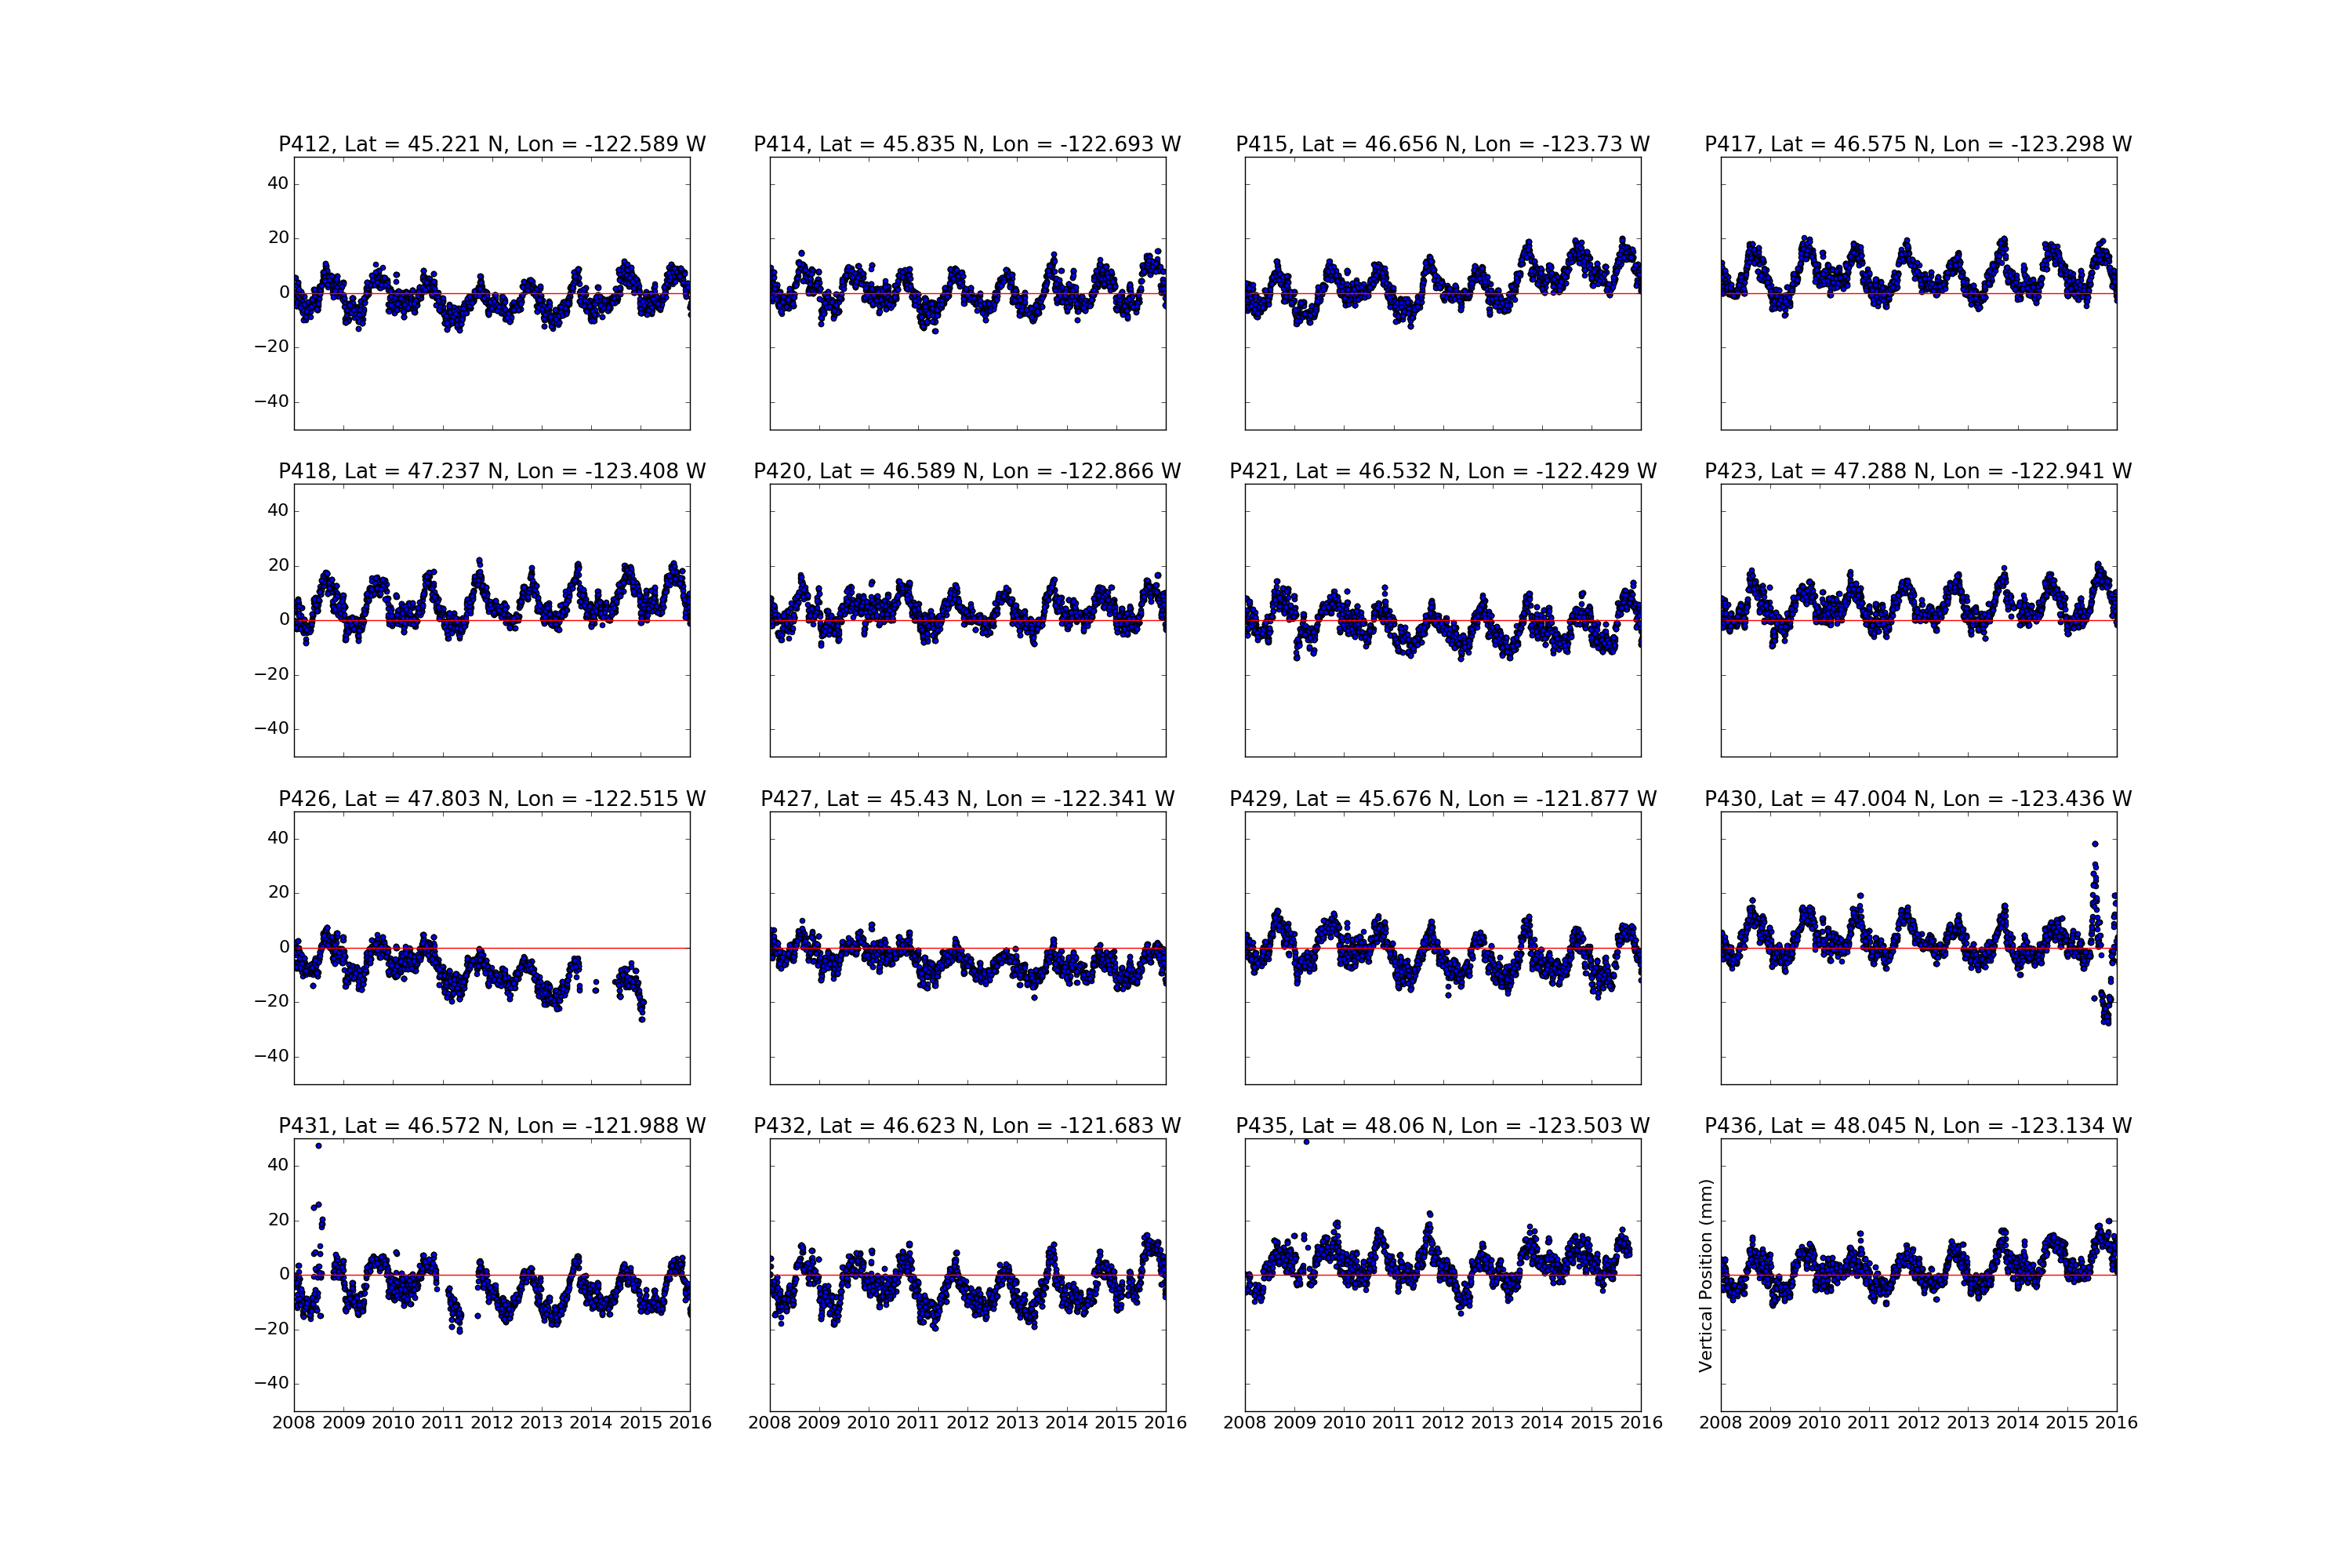 P412, Lat = 45.221 N, Lon = -122.589 W
P414, Lat = 45.835 N, Lon = -122.693 W
P415, Lat = 46.656 N, Lon = -123.73 W
P417, Lat = 46.575 N, Lon = -123.298 W
40
20
0
−20
−40
P418, Lat = 47.237 N, Lon = -123.408 W
P420, Lat = 46.589 N, Lon = -122.866 W
P421, Lat = 46.532 N, Lon = -122.429 W
P423, Lat = 47.288 N, Lon = -122.941 W
40
20
0
−20
−40
P426, Lat = 47.803 N, Lon = -122.515 W
P427, Lat = 45.43 N, Lon = -122.341 W
P429, Lat = 45.676 N, Lon = -121.877 W
P430, Lat = 47.004 N, Lon = -123.436 W
40
20
0
−20
−40
P431, Lat = 46.572 N, Lon = -121.988 W
P432, Lat = 46.623 N, Lon = -121.683 W
P435, Lat = 48.06 N, Lon = -123.503 W
P436, Lat = 48.045 N, Lon = -123.134 W
40
20
0
−20
−40
Vertical Position (mm)
2008 2009 2010 2011 2012 2013 2014 2015 2016
2008 2009 2010 2011 2012 2013 2014 2015 2016
2008 2009 2010 2011 2012 2013 2014 2015 2016
2008 2009 2010 2011 2012 2013 2014 2015 2016